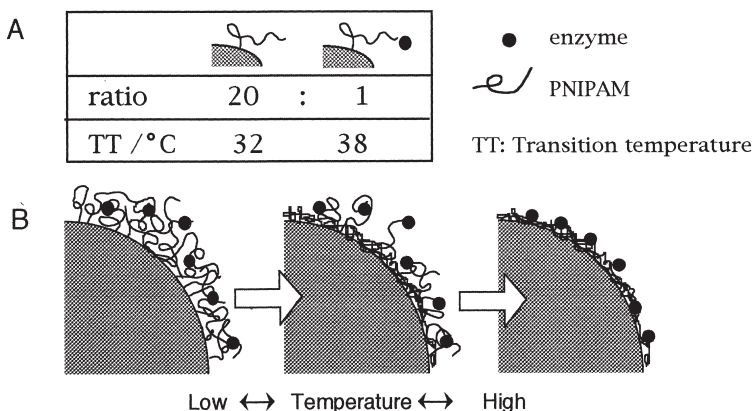 A
ratio 20 : 1
TT /°C 32 38
enzyme
PNIPAM
TT: Transition temperature
B
Low ↔ Temperature ↔ High